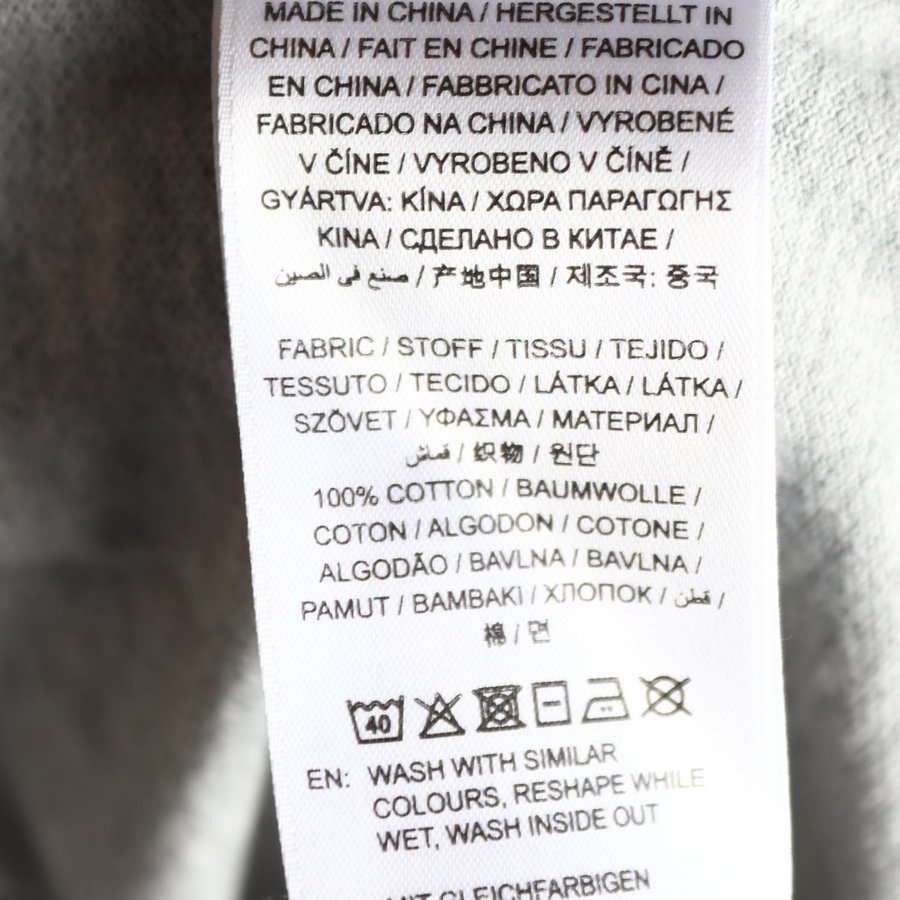 MADE IN CHINA / HERGESTELLT IN
CHINA / FAIT EN CHINE / FABRICADO
EN CHINA / FABBRICATO IN CINA /
FABRICADO NA CHINA / VYROBENÉ
V ČÍNE / VYROBENO V ČÍNĚ /
GYÁRTVA: KÍNA / ΧΩΡΑ ΠΑΡΑΓΩΓΗΣ
ΚΙΝΑ / СДЕЛАНО В КИТАЕ /
صنع في الصين / 产地中国 / 제조국: 중국
FABRIC / STOFF / TISSU / TEJIDO /
TESSUTO / TECIDO / LÁTKA / LÁTKA /
SZÖVET / ΥΦΑΣΜΑ / МАТЕРИАЛ /
قماش / 织物 / 원단
100% COTTON / BAUMWOLLE /
COTON / ALGODON / COTONE /
ALGODÃO / BAVLNA / BAVLNA /
PAMUT / ΒΑΜΒΑΚΙ / ХЛОПОК / قطن /
棉 / 면
40
EN: WASH WITH SIMILAR
COLOURS, RESHAPE WHILE
WET, WASH INSIDE OUT
MIT GLEICHFARBIGEN